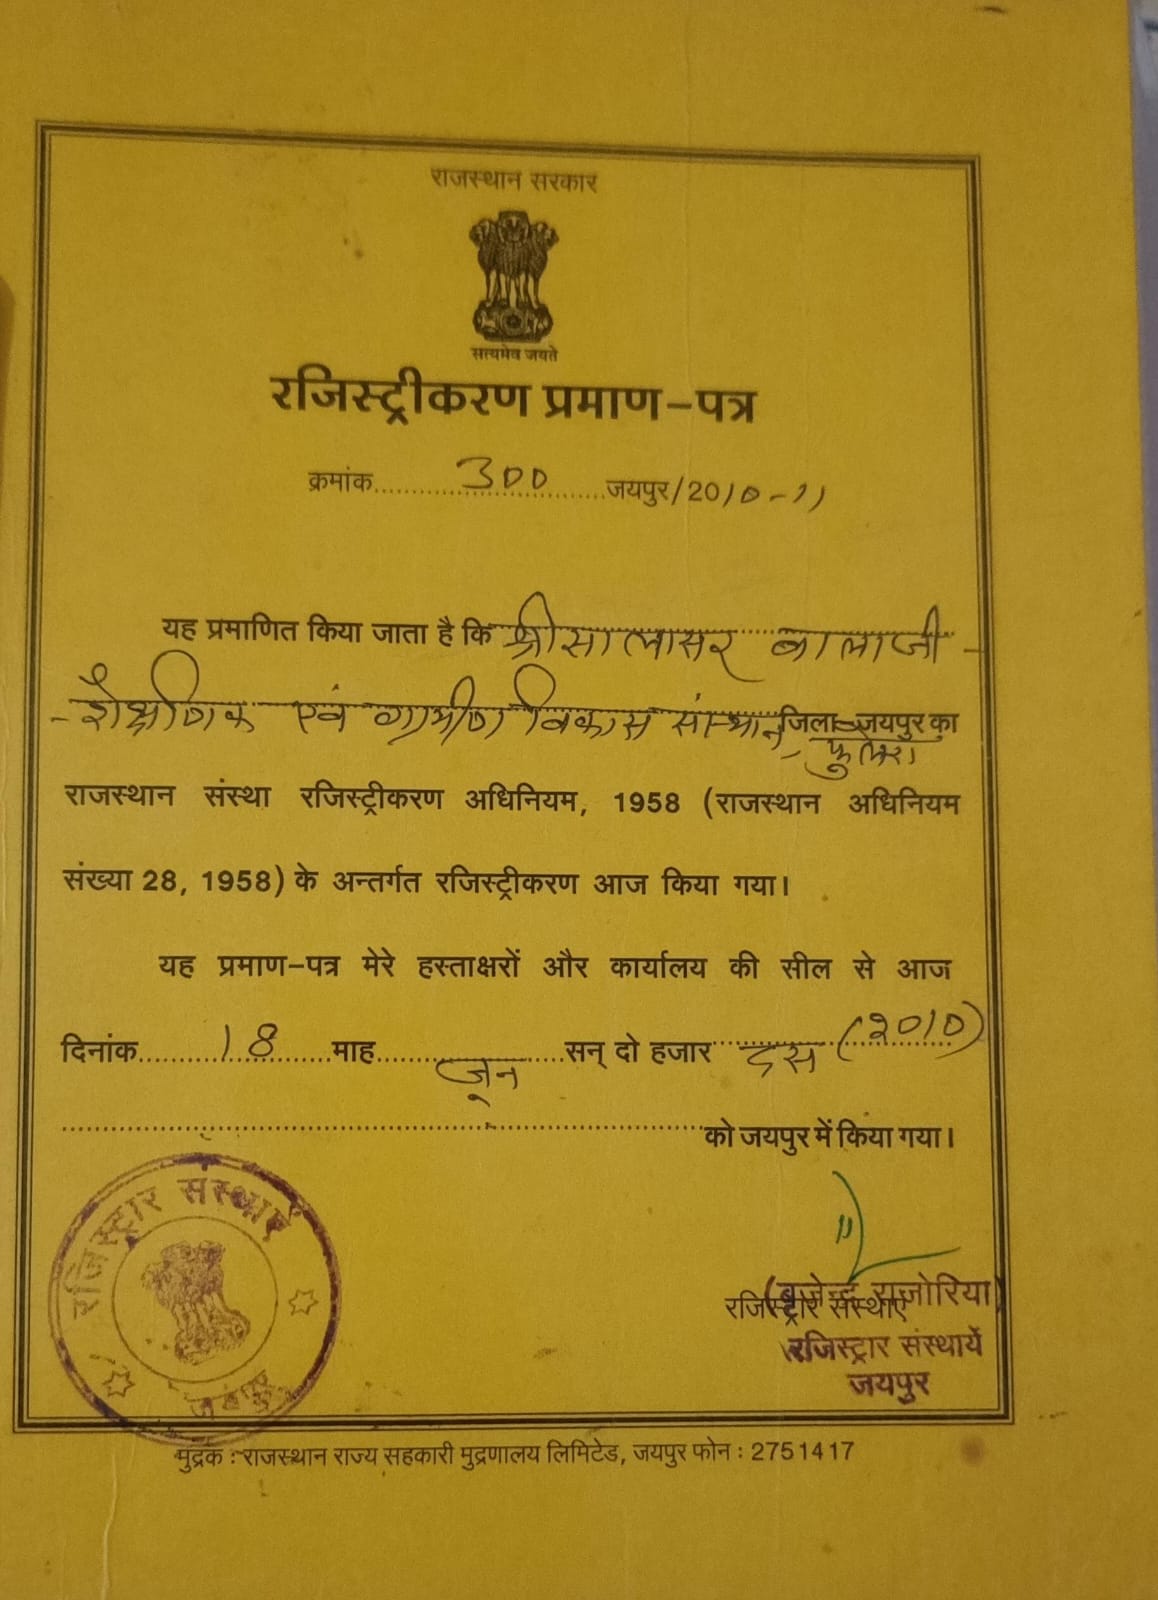 राजस्थान सरकार
सत्यमेव जयते
रजिस्ट्रीकरण प्रमाण-पत्र
क्रमांक 300 जयपुर/2010-11
यह प्रमाणित किया जाता है कि श्री सालासर बालाजी -
- शैक्षणिक एवं ग्रामीण विकास संस्थान, जिला जयपुर का
फुलेरा
राजस्थान संस्था रजिस्ट्रीकरण अधिनियम, 1958 (राजस्थान अधिनियम
संख्या 28, 1958) के अन्तर्गत रजिस्ट्रीकरण आज किया गया।
यह प्रमाण-पत्र मेरे हस्ताक्षरों और कार्यालय की सील से आज
दिनांक 18 माह जून सन् दो हजार दस (2010)
को जयपुर में किया गया।
रजिस्ट्रार संस्थाएं
जयपुर
(बृजेन्द्र राजोरिया)
रजिस्ट्रार संस्थाएं
रजिस्ट्रार संस्थायें
जयपुर
मुद्रक : राजस्थान राज्य सहकारी मुद्रणालय लिमिटेड, जयपुर फोन : 2751417